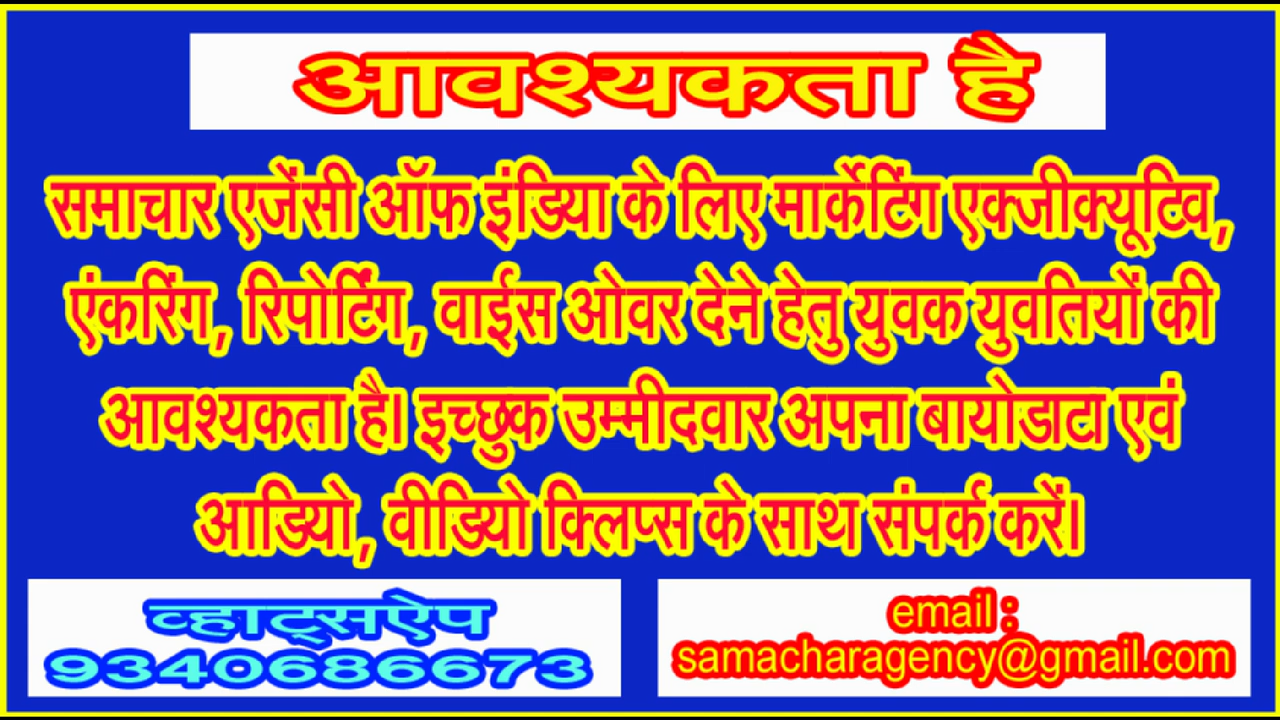 आवश्यकता है
समाचार एजेंसी ऑफ इंडिया के लिए मार्केटिंग एक्जीक्यूटिव,
एंकरिंग, रिपोर्टिंग, वाईस ओवर देने हेतु युवक युवतियों की
आवश्यकता है। इच्छुक उम्मीदवार अपना बायोडाटा एवं
आडियो, वीडियो क्लिप्स के साथ संपर्क करें।
व्हाट्सऐप
9340686673
email :
samacharagency@gmail.com